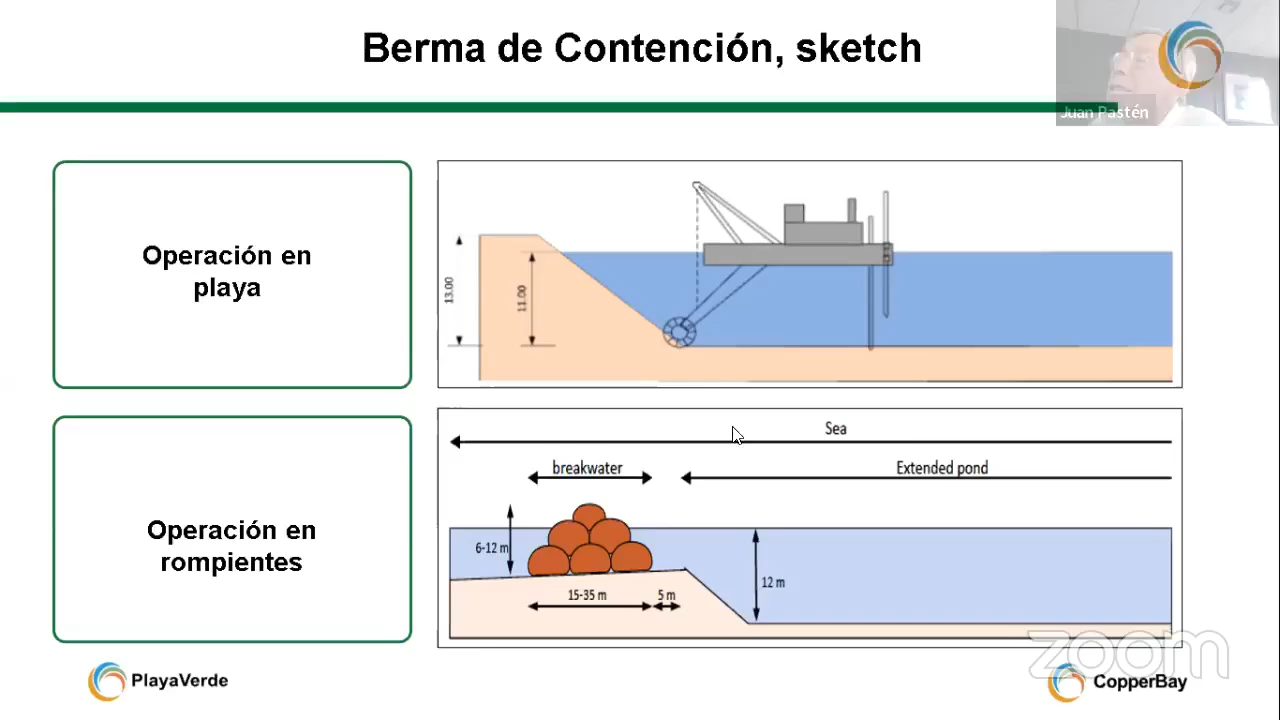 Berma de Contención, sketch
Juan Pastén
Operación en
playa
13.00
11.00
Operación en
rompientes
Sea
breakwater
Extended pond
6-12 m
12 m
15-35 m
5 m
zoom
PlayaVerde
CopperBay